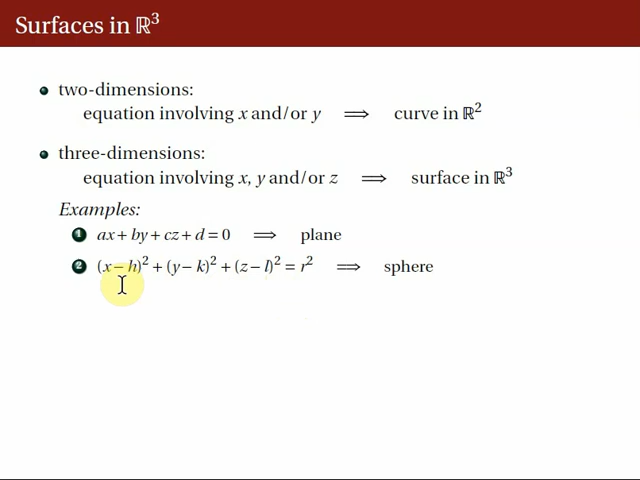 Surfaces in ℝ³
two-dimensions:
equation involving x and/or y ⟹ curve in ℝ²
three-dimensions:
equation involving x, y and/or z ⟹ surface in ℝ³
Examples:
1 ax + by + cz + d = 0 ⟹ plane
2 (x − h)² + (y − k)² + (z − l)² = r² ⟹ sphere